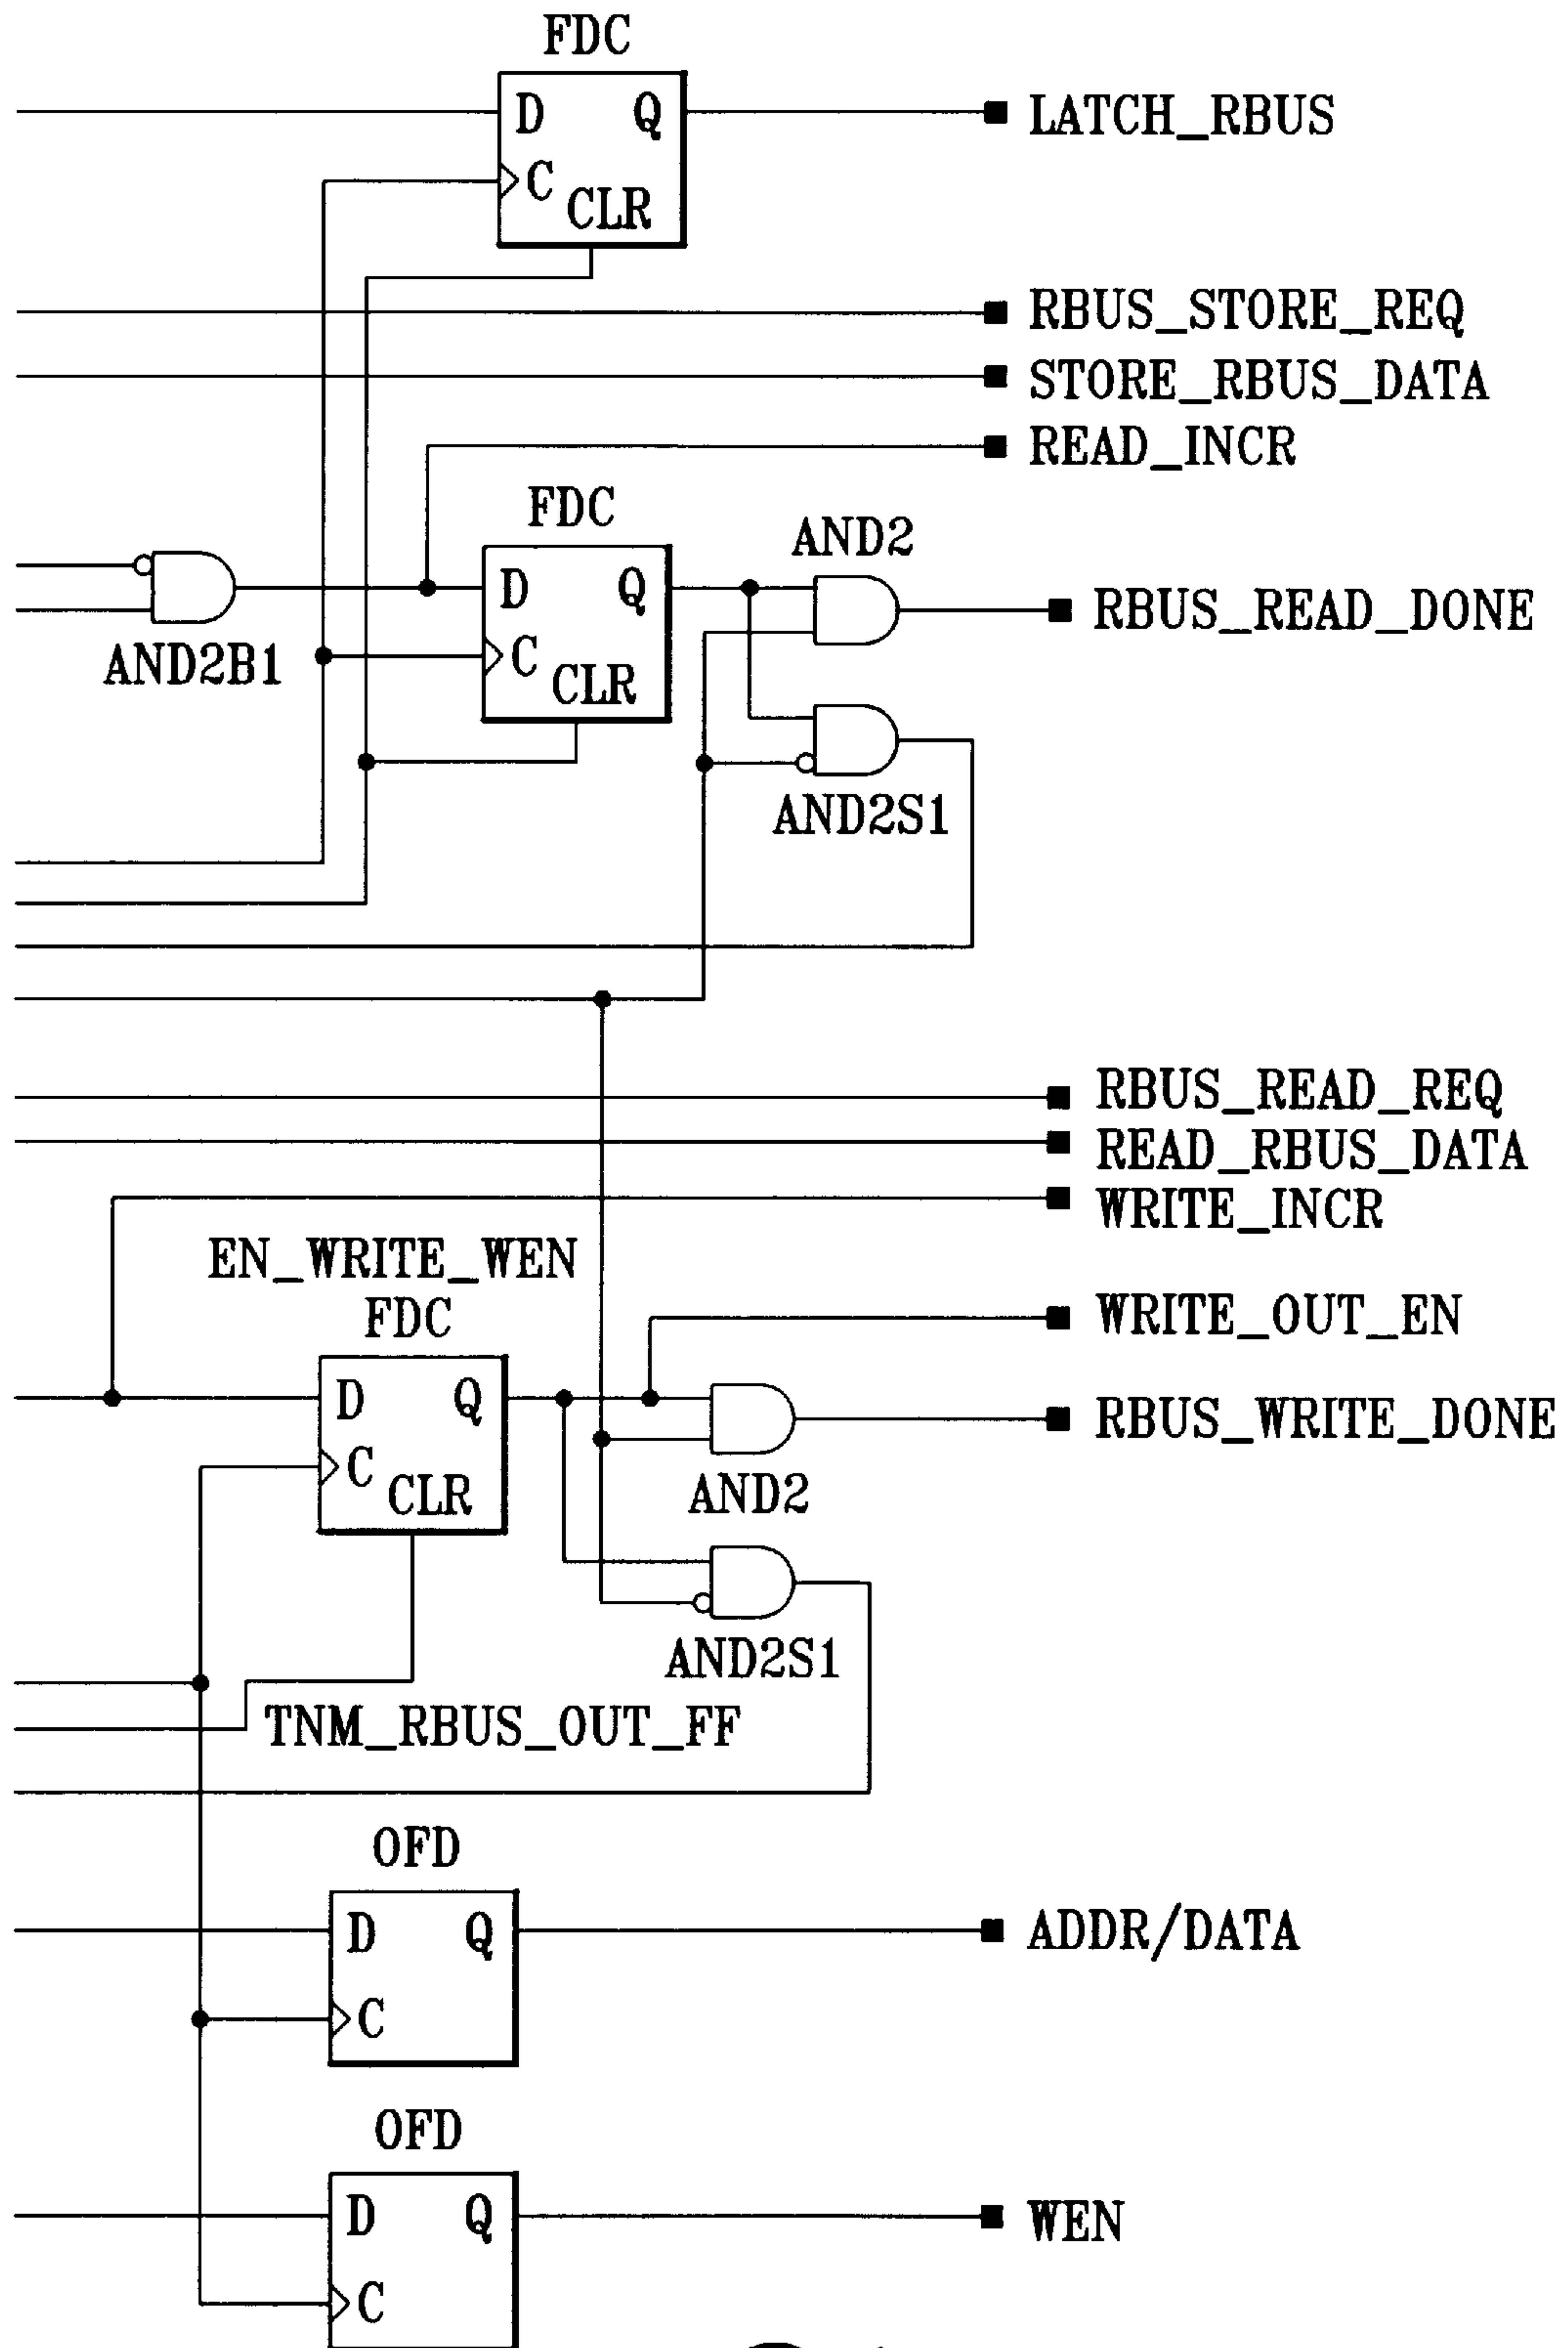 FDC
D Q
LATCH_RBUS
C
CLR
RBUS_STORE_REQ
STORE_RBUS_DATA
READ_INCR
FDC
AND2
D Q
RBUS_READ_DONE
C
CLR
AND2B1
AND2S1
RBUS_READ_REQ
READ_RBUS_DATA
WRITE_INCR
EN_WRITE_WEN
FDC
WRITE_OUT_EN
D Q
RBUS_WRITE_DONE
C
CLR
AND2
AND2S1
TNM_RBUS_OUT_FF
OFD
D Q
ADDR/DATA
C
OFD
D Q
WEN
C